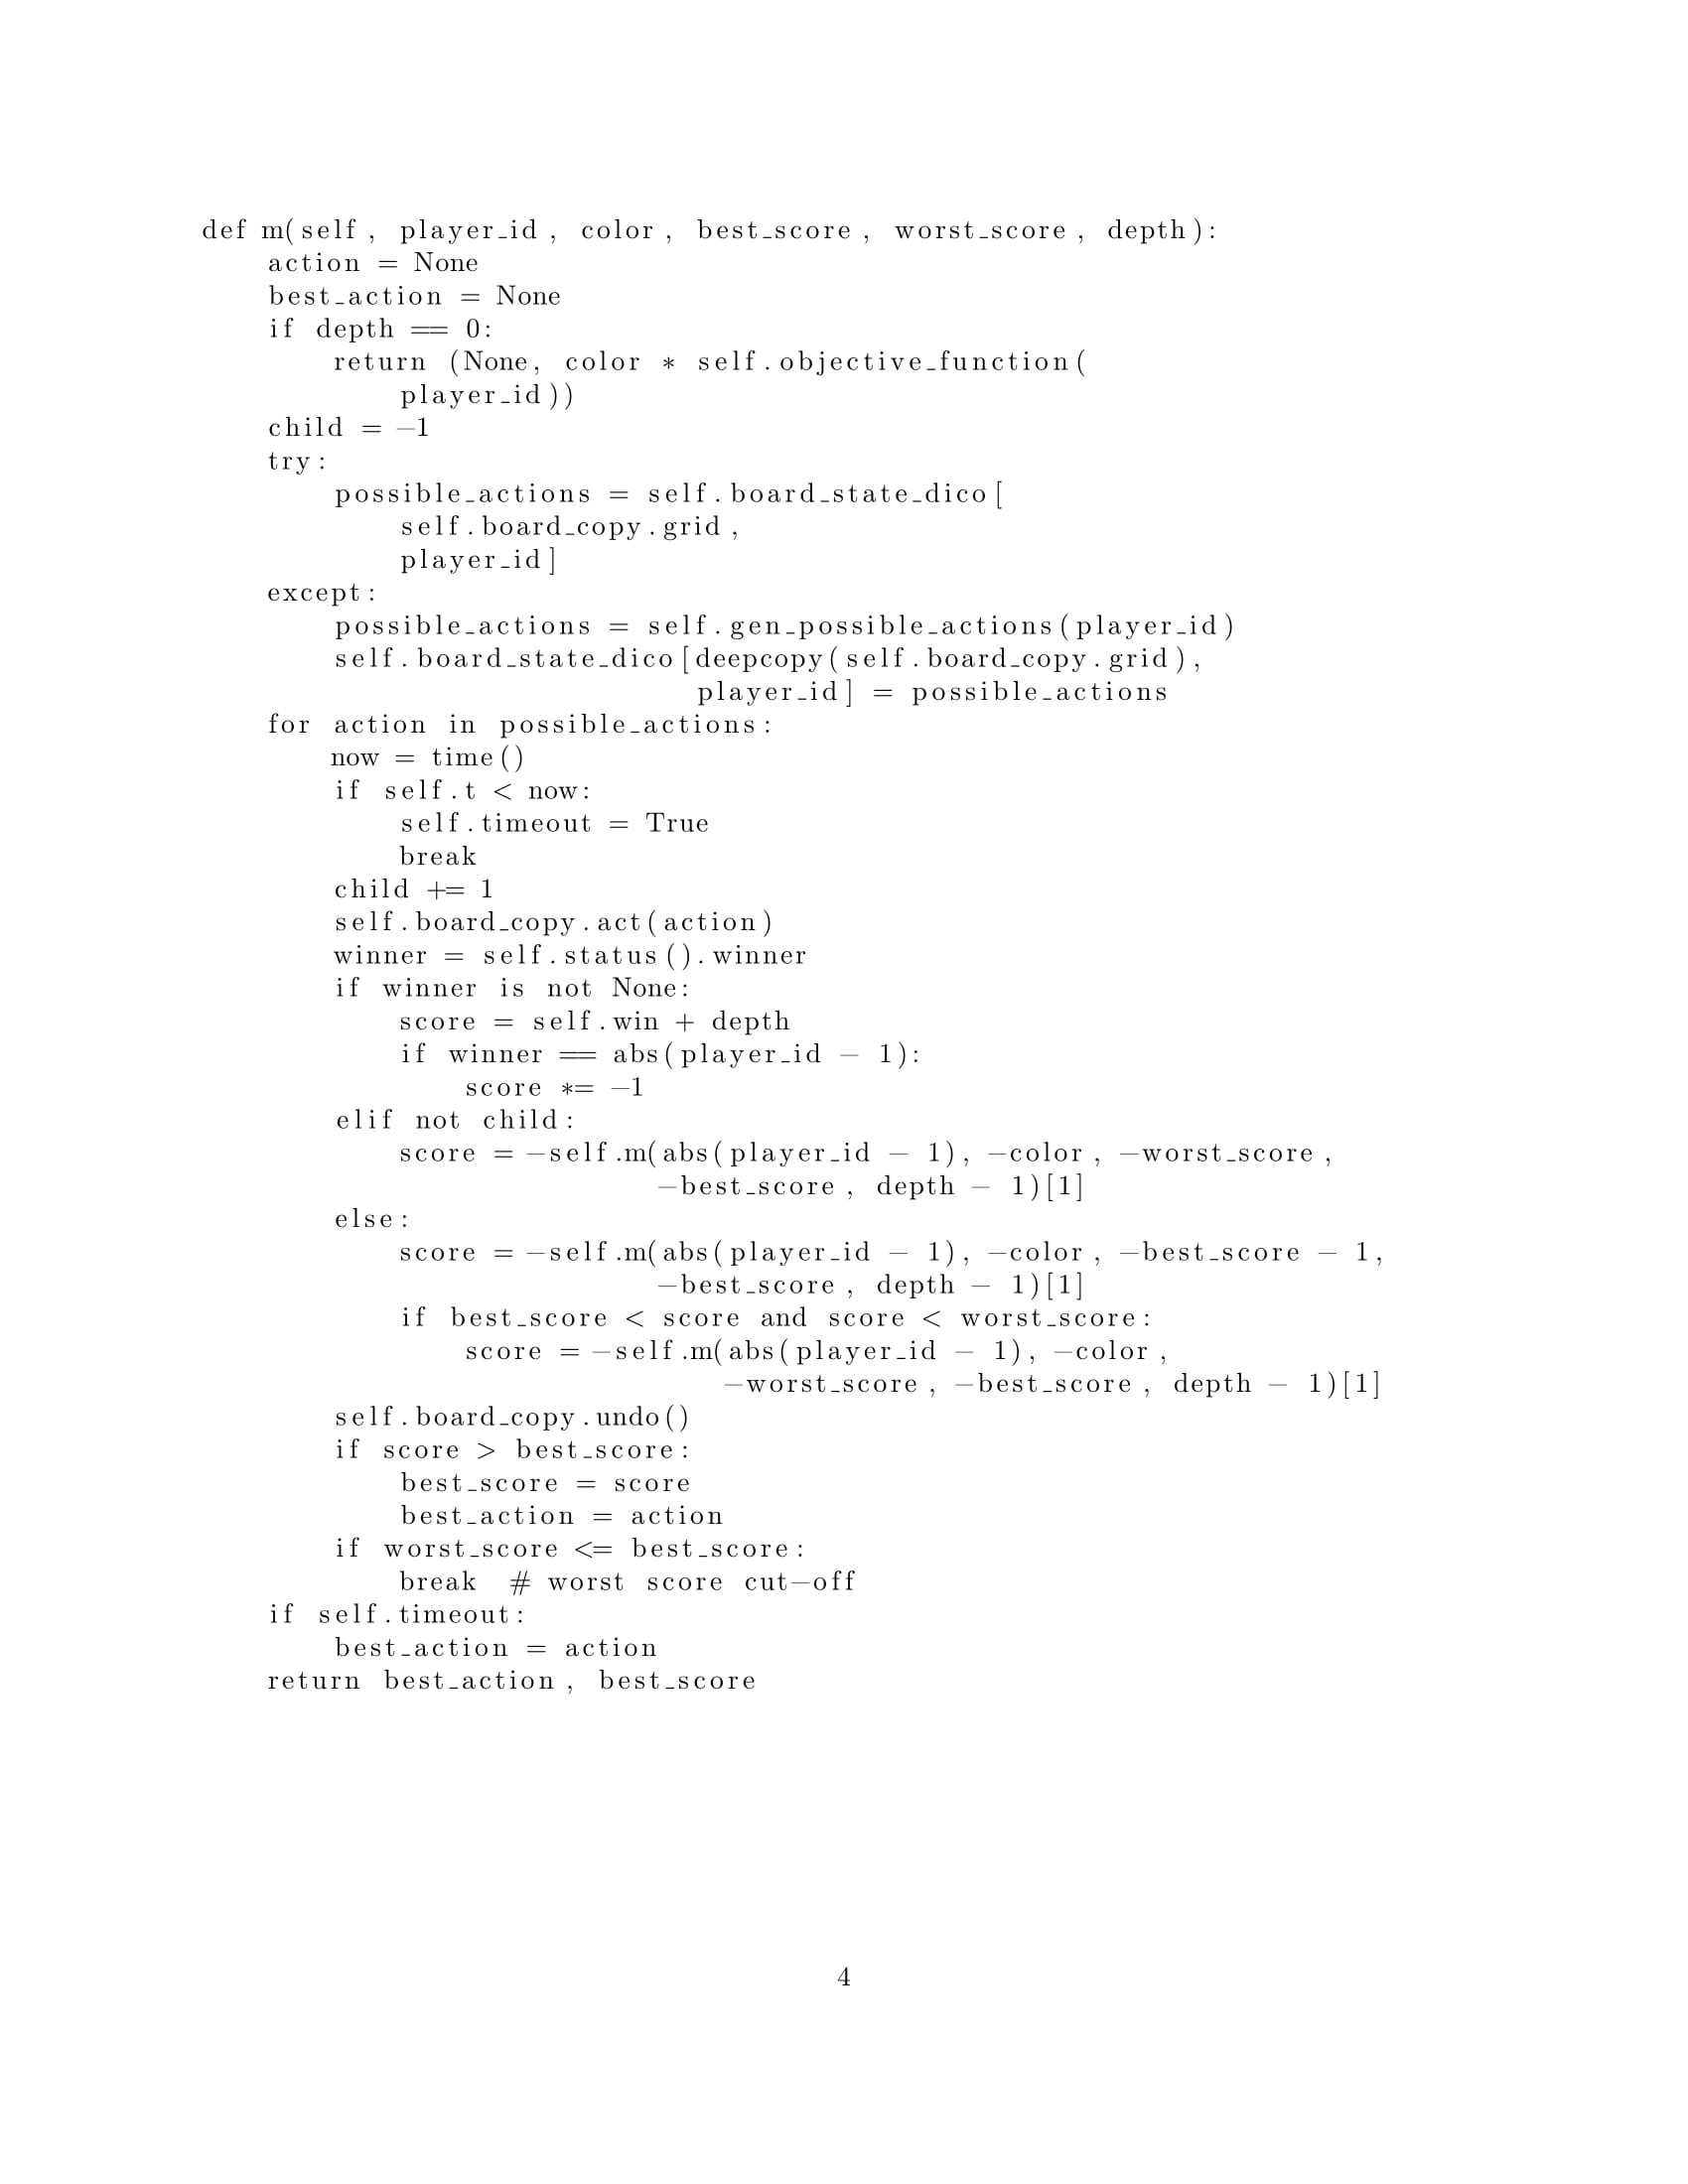 def m(self, player_id, color, best_score, worst_score, depth):
    action = None
    best_action = None
    if depth == 0:
        return (None, color * self.objective_function(
            player_id))
    child = -1
    try:
        possible_actions = self.board_state_dico[
            self.board_copy.grid,
            player_id]
    except:
        possible_actions = self.gen_possible_actions(player_id)
        self.board_state_dico[deepcopy(self.board_copy.grid),
                              player_id] = possible_actions
    for action in possible_actions:
        now = time()
        if self.t < now:
            self.timeout = True
            break
        child += 1
        self.board_copy.act(action)
        winner = self.status().winner
        if winner is not None:
            score = self.win + depth
            if winner == abs(player_id - 1):
                score *= -1
        elif not child:
            score = -self.m(abs(player_id - 1), -color, -worst_score,
                            -best_score, depth - 1)[1]
        else:
            score = -self.m(abs(player_id - 1), -color, -best_score - 1,
                            -best_score, depth - 1)[1]
            if best_score < score and score < worst_score:
                score = -self.m(abs(player_id - 1), -color,
                                -worst_score, -best_score, depth - 1)[1]
        self.board_copy.undo()
        if score > best_score:
            best_score = score
            best_action = action
        if worst_score <= best_score:
            break  # worst score cut-off
    if self.timeout:
        best_action = action
    return best_action, best_score
4